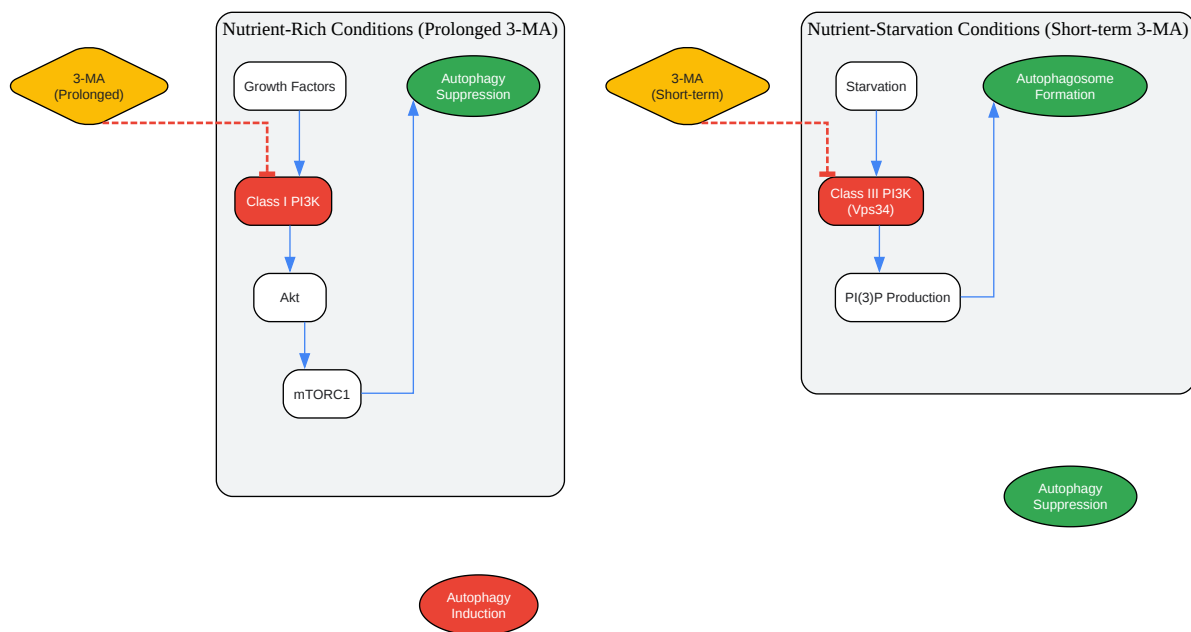 Nutrient-Rich Conditions (Prolonged 3-MA)
3-MA
(Prolonged)
Growth Factors
Autophagy
Suppression
Class I PI3K
Akt
mTORC1
Autophagy
Induction
Nutrient-Starvation Conditions (Short-term 3-MA)
3-MA
(Short-term)
Starvation
Autophagosome
Formation
Class III PI3K
(Vps34)
PI(3)P Production
Autophagy
Suppression